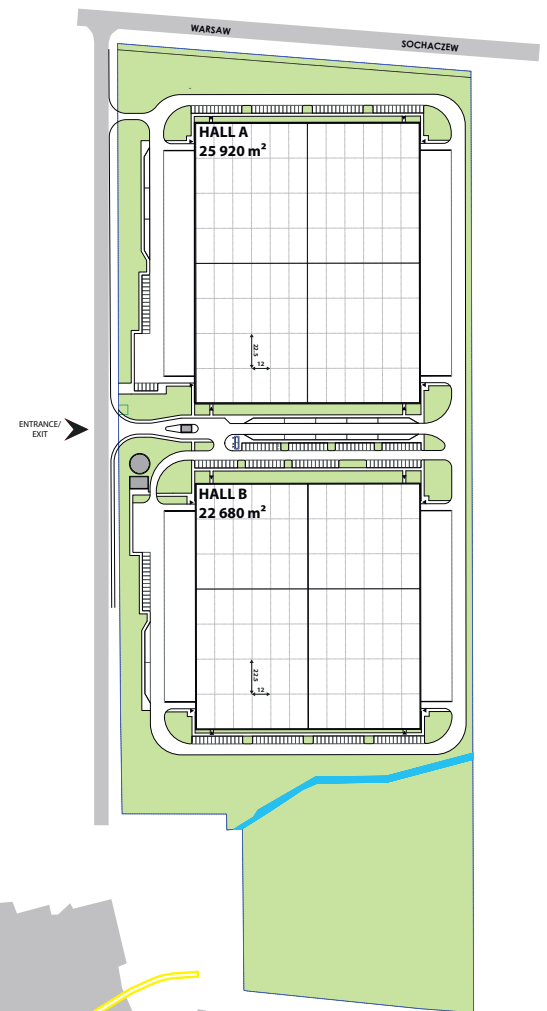 WARSAW
SOCHACZEW
HALL A
25 920 m²
22.5
12
ENTRANCE/
EXIT
HALL B
22 680 m²
22.5
12